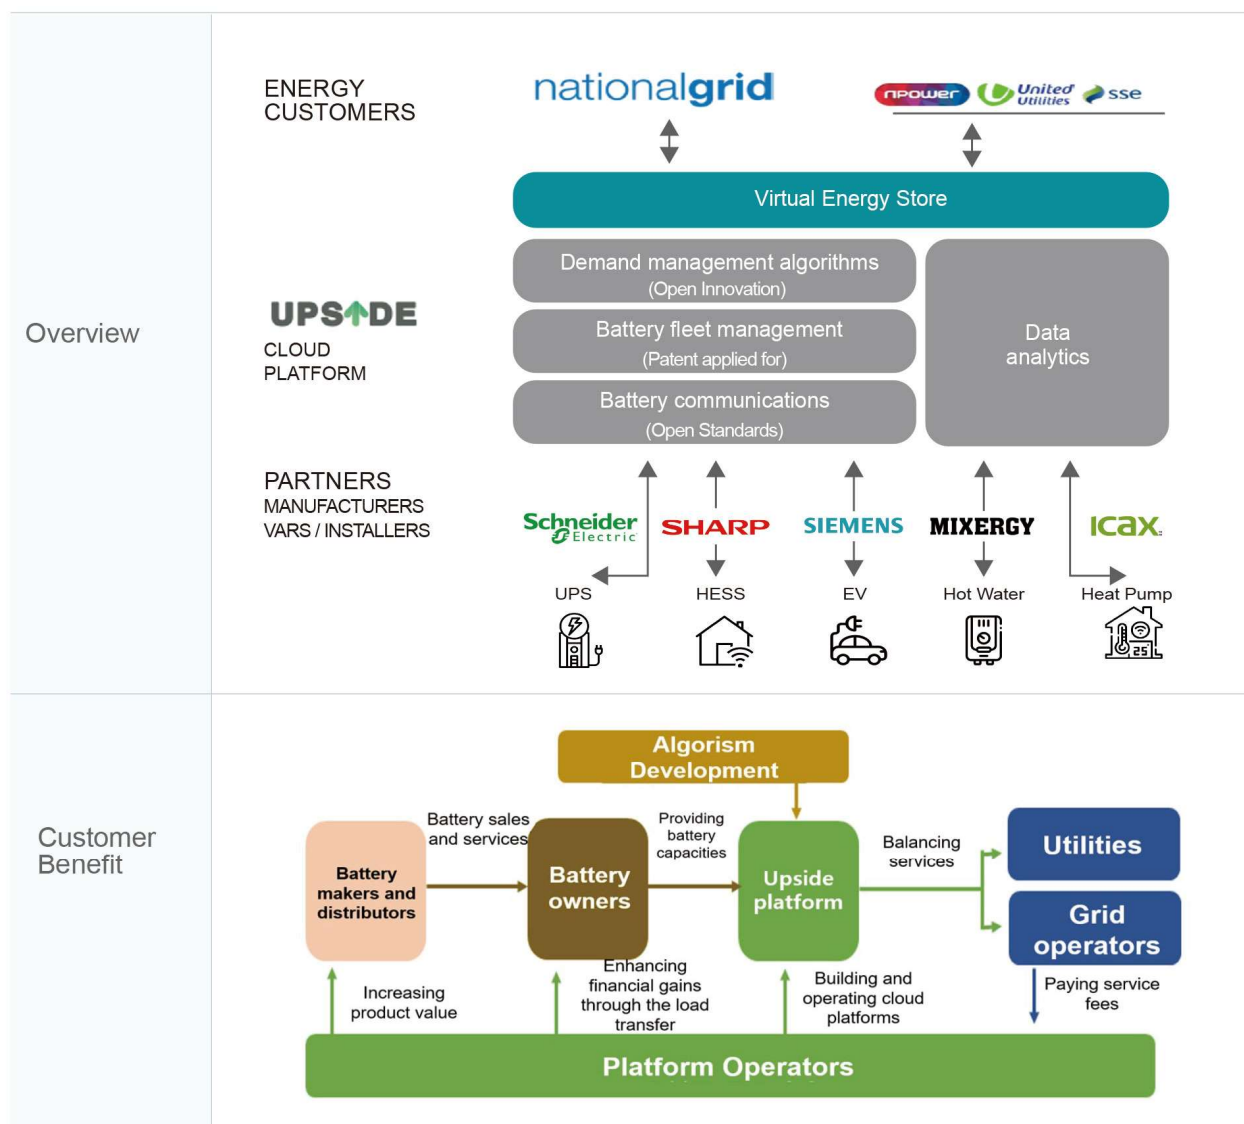 ENERGY
CUSTOMERS
nationalgrid
npower
United
Utilities
sse
Virtual Energy Store
Overview
UPSIDE
CLOUD
PLATFORM
Demand management algorithms
(Open Innovation)
Battery fleet management
(Patent applied for)
Battery communications
(Open Standards)
Data
analytics
PARTNERS
MANUFACTURERS
VARS / INSTALLERS
Schneider
Electric
SHARP
SIEMENS
MIXERGY
ICax
UPS
HESS
EV
Hot Water
Heat Pump
25
Customer
Benefit
Algorism
Development
Battery
makers and
distributors
Battery sales
and services
Battery
owners
Providing
battery
capacities
Upside
platform
Balancing
services
Utilities
Grid
operators
Increasing
product value
Enhancing
financial gains
through the load
transfer
Building and
operating cloud
platforms
Paying service
fees
Platform Operators